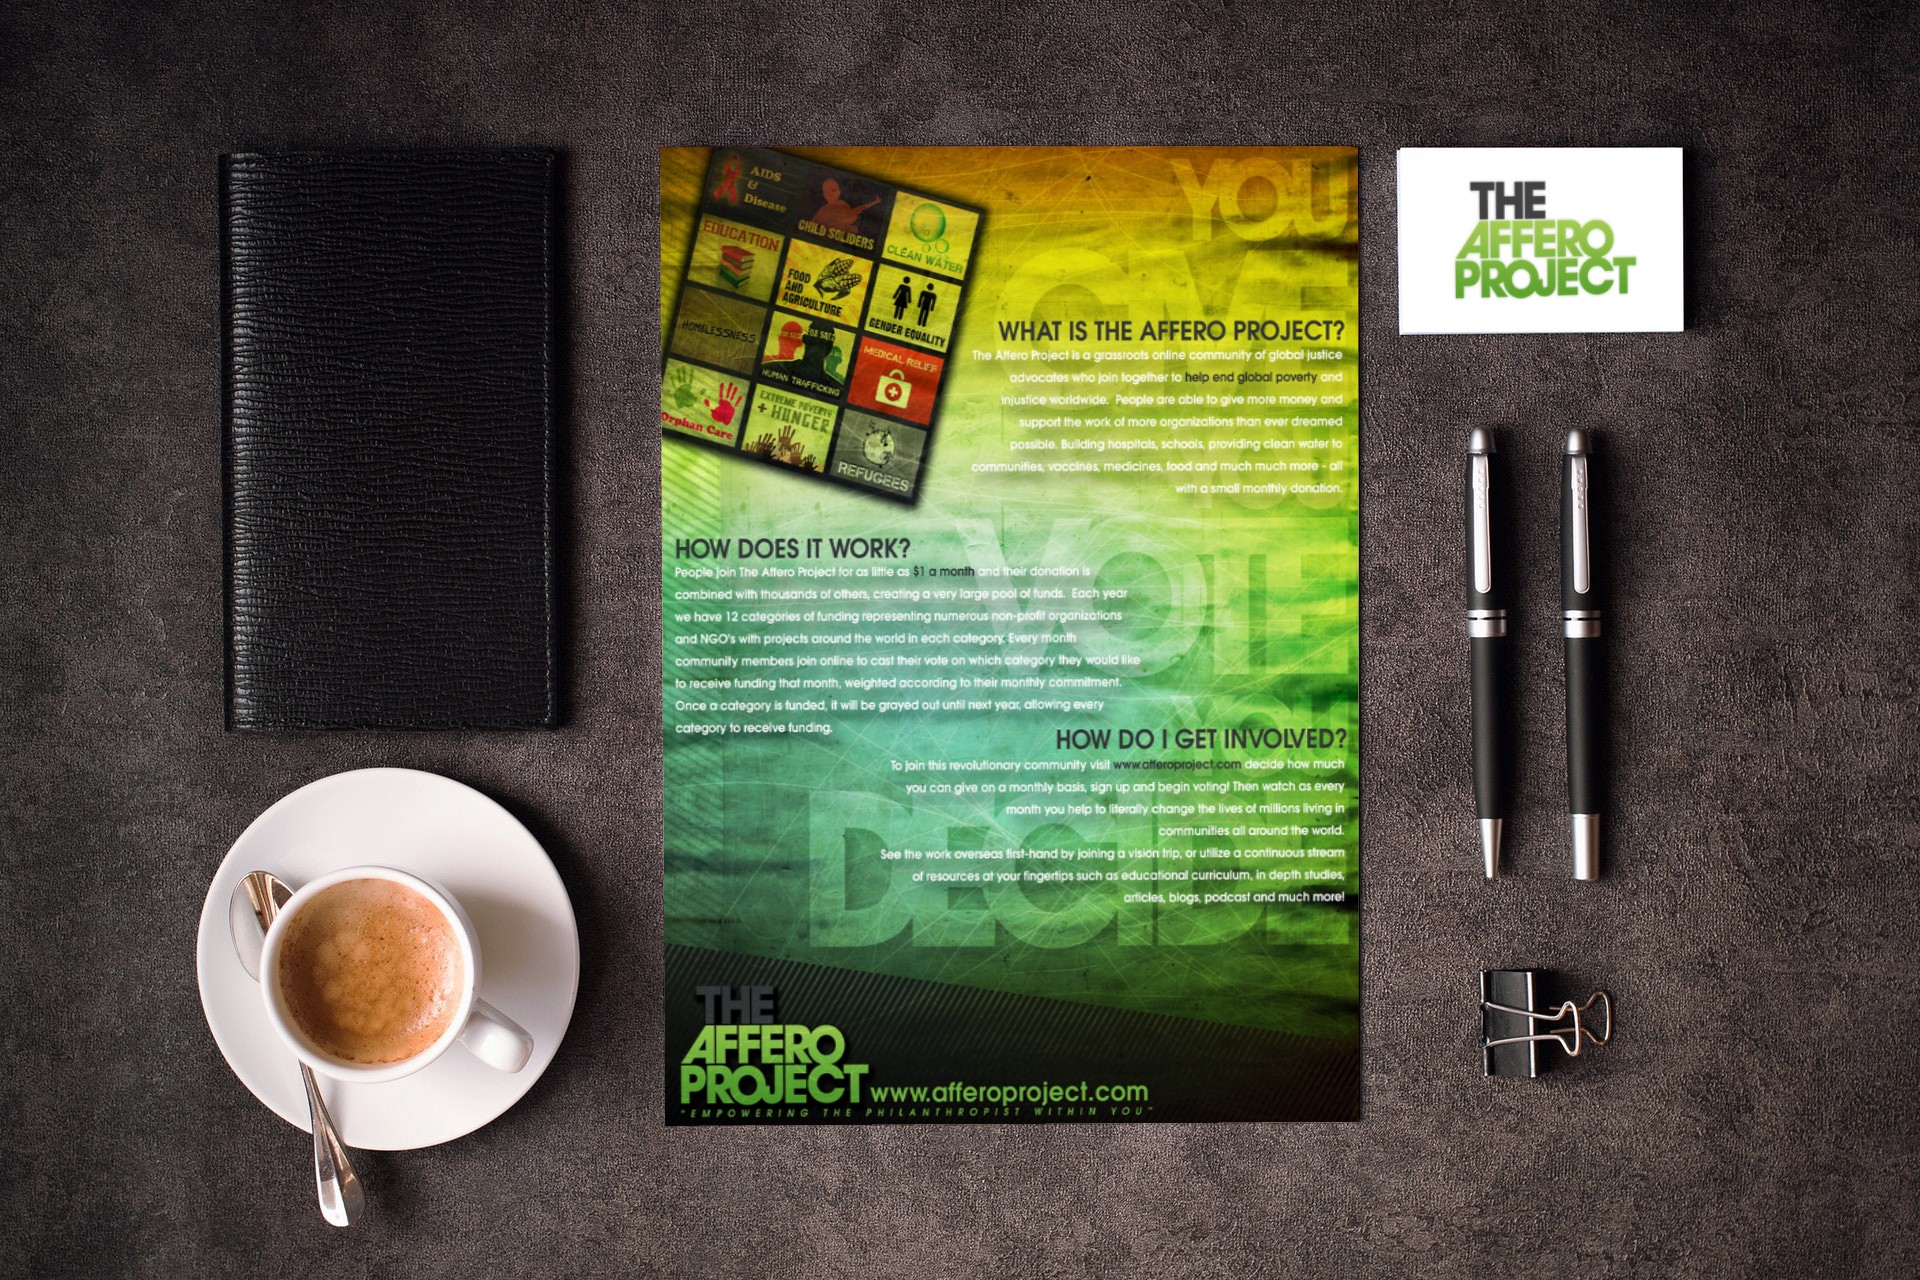 AIDS
&
Disease
CHILD SOLIDERS
CLEAN WATER
EDUCATION
FOOD
AND
AGRICULTURE
GENDER EQUALITY
HOMELESSNESS
HUMAN TRAFFICKING
MEDICAL RELIEF
Orphan Care
EXTREME POVERTY
+ HUNGER
REFUGEES
YOU
GIVE
WHAT IS THE AFFERO PROJECT?
The Affero Project is a grassroots online community of global justice
advocates who join together to help end global poverty and
injustice worldwide. People are able to give more money and
support the work of more organizations than ever dreamed
possible. Building hospitals, schools, providing clean water to
communities, vaccines, medicines, food and much much more - all
with a small monthly donation.
YOU
VOTE
HOW DOES IT WORK?
People join The Affero Project for as little as $1 a month and their donation is
combined with thousands of others, creating a very large pool of funds. Each year
we have 12 categories of funding representing numerous non-profit organizations
and NGO's with projects around the world in each category. Every month
community members join online to cast their vote on which category they would like
to receive funding that month, weighted according to their monthly commitment.
Once a category is funded, it will be grayed out until next year, allowing every
category to receive funding.
YOU
DECIDE
HOW DO I GET INVOLVED?
To join this revolutionary community visit www.afferoproject.com decide how much
you can give on a monthly basis, sign up and begin voting! Then watch as every
month you help to literally change the lives of millions living in
communities all around the world.
See the work overseas first-hand by joining a vision trip, or utilize a continuous stream
of resources at your fingertips such as educational curriculum, in depth studies,
articles, blogs, podcast and much more!
THE
AFFERO
PROJECT www.afferoproject.com
"EMPOWERING THE PHILANTHROPIST WITHIN YOU"
THE
AFFERO
PROJECT